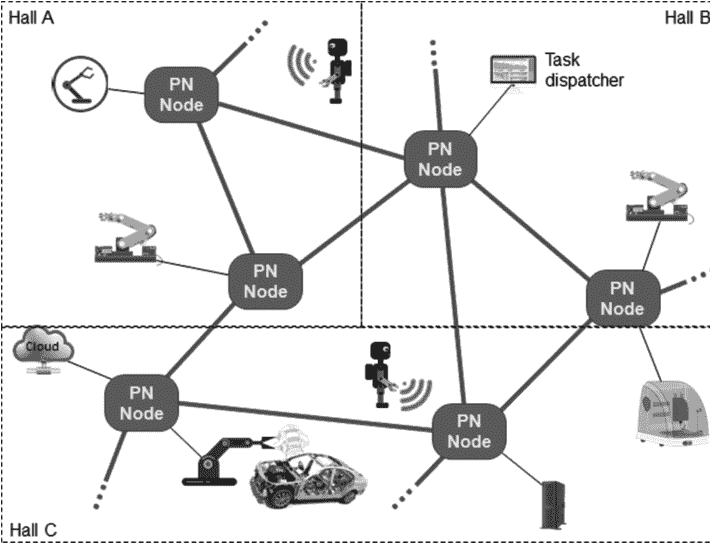 Hall A
Hall B
PN
Node
Task
dispatcher
PN
Node
PN
Node
PN
Node
Cloud
PN
Node
PN
Node
Hall C